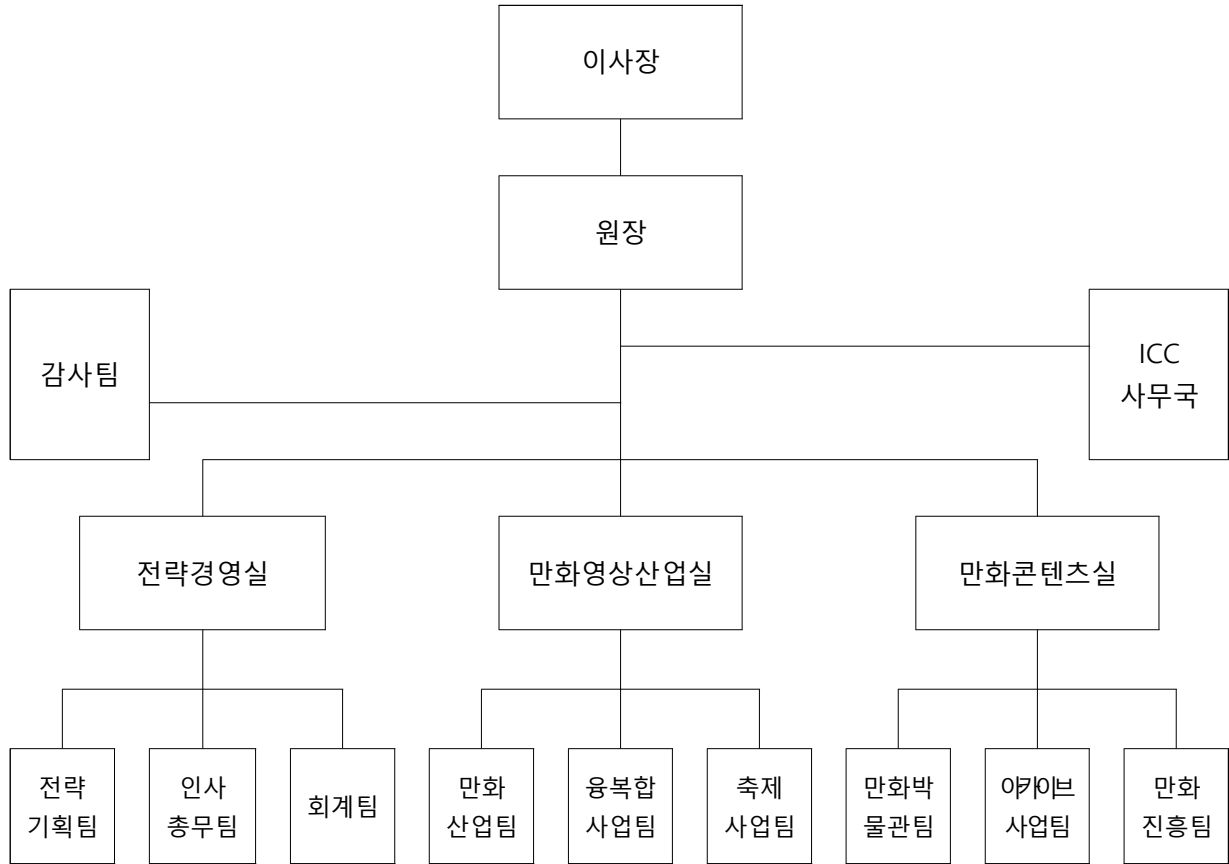 이사장
원장
감사팀
ICC
사무국
전략경영실
만화영상산업실
만화콘텐츠실
전략
기획팀
인사
총무팀
회계팀
만화
산업팀
융복합
사업팀
축제
사업팀
만화박
물관팀
아카이브
사업팀
만화
진흥팀